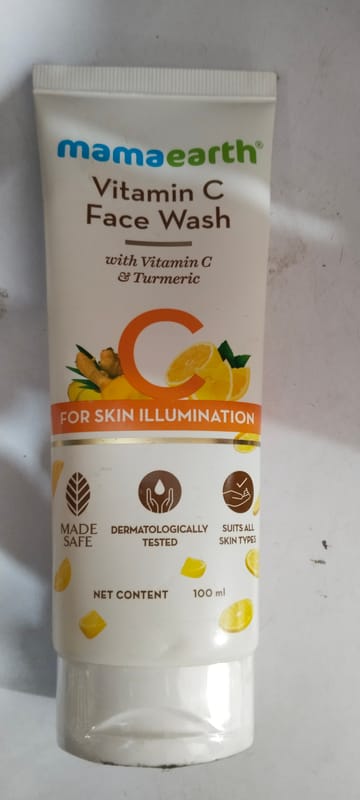 mamaearth®
Vitamin C
Face Wash
with Vitamin C
& Turmeric
C
FOR SKIN ILLUMINATION
MADE
SAFE
DERMATOLOGICALLY
TESTED
SUITS ALL
SKIN TYPES
NET CONTENT 100 ml